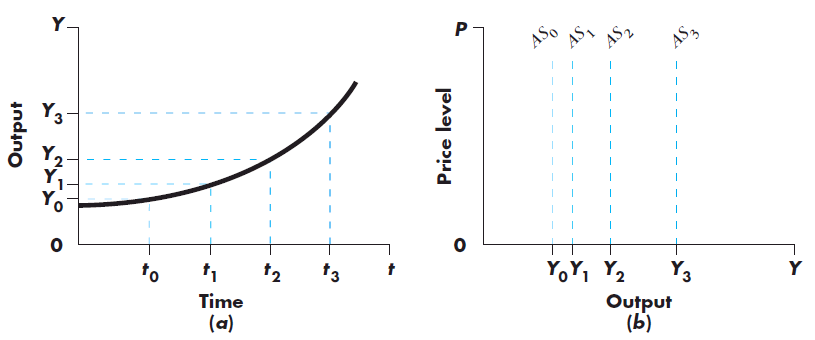 Y
Output
Y3
Y2
Y1
Y0
0
t0 t1 t2 t3 t
Time
(a)
P
AS0 AS1 AS2 AS3
Price level
0
Y0 Y1 Y2 Y3 Y
Output
(b)